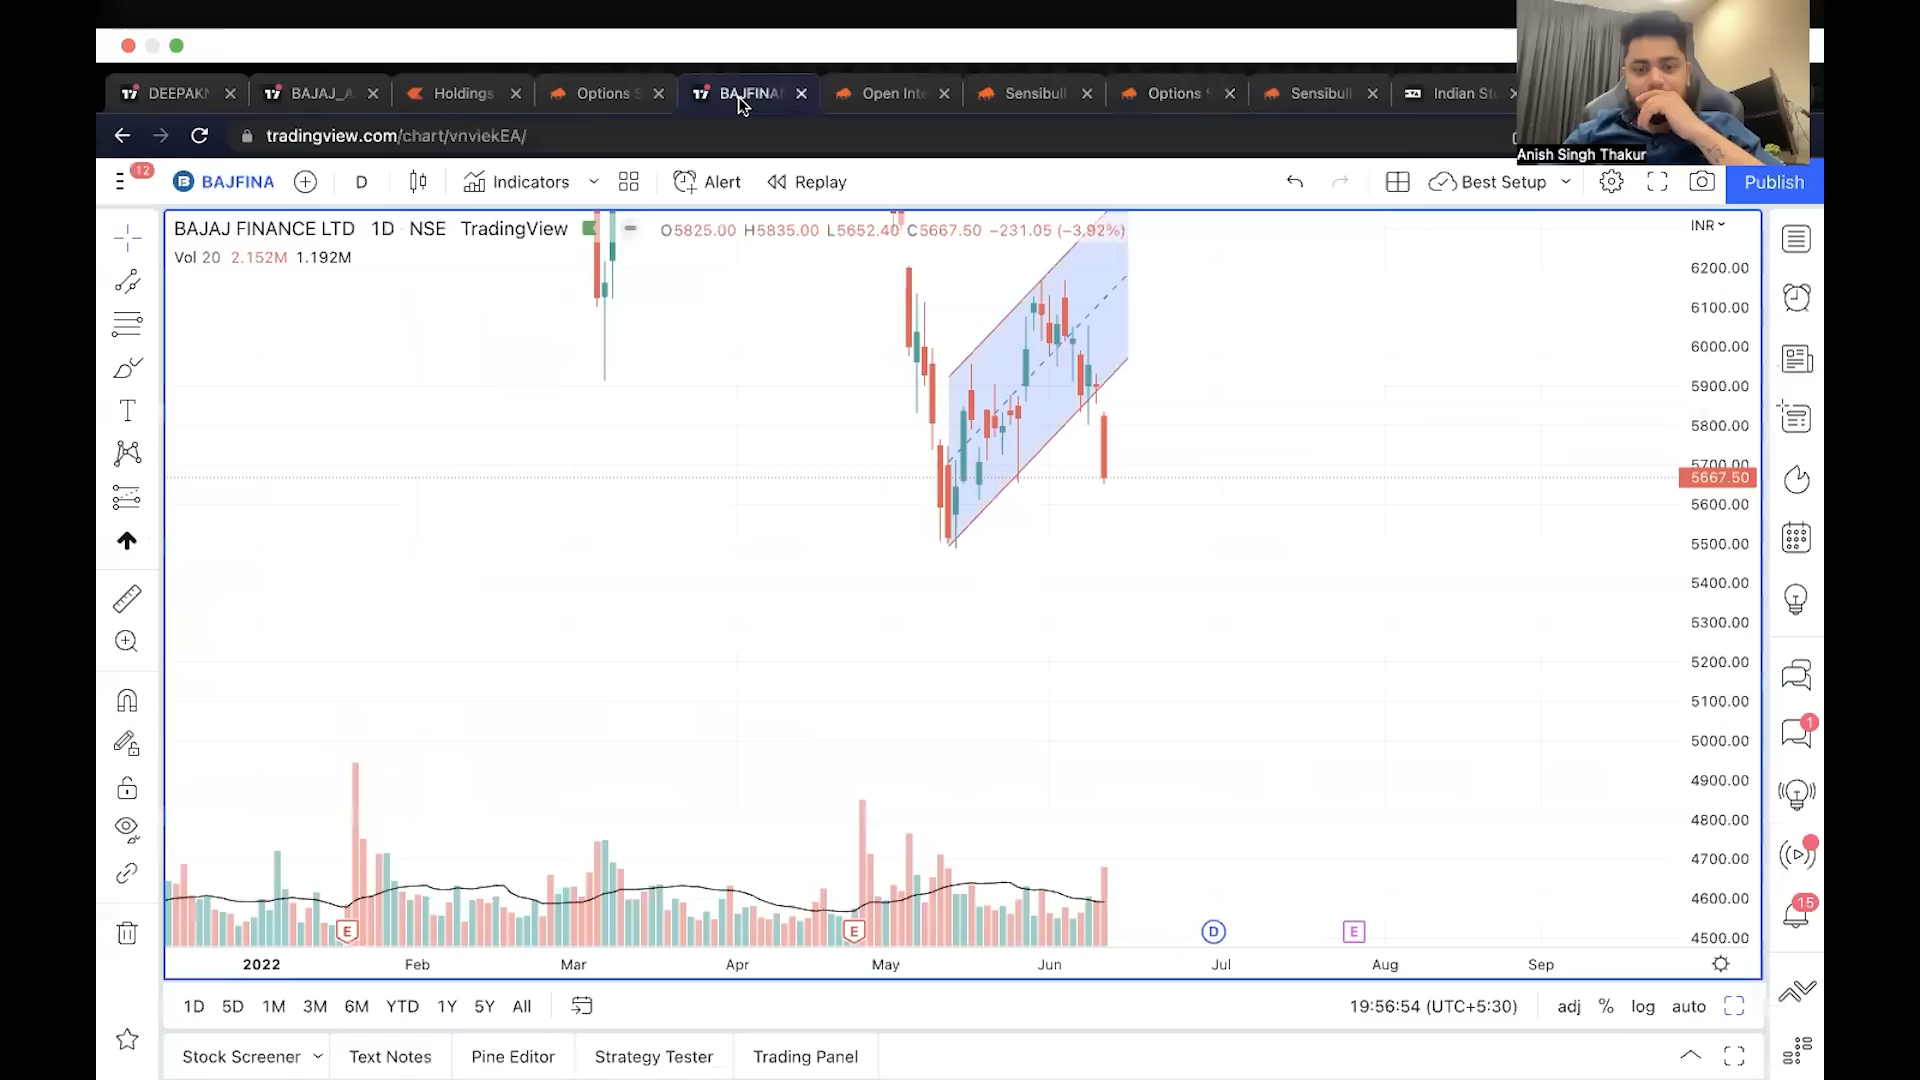 DEEPAKN
BAJAJ_A
Holdings
Options S
BAJFINA
Open Inte
Sensibull
Options
Sensibull
Indian Sto
Anish Singh Thakur
tradingview.com/chart/vnviekEA/
12
BAJFINA
D
Indicators
Alert
Replay
Best Setup
Publish
BAJAJ FINANCE LTD 1D NSE TradingView
O5825.00 H5835.00 L5652.40 C5667.50 −231.05 (−3.92%)
Vol 20 2.152M 1.192M
INR
6200.00
6100.00
6000.00
5900.00
5800.00
5700.00
5667.50
5600.00
5500.00
5400.00
5300.00
5200.00
5100.00
5000.00
4900.00
4800.00
4700.00
4600.00
4500.00
E
E
D
E
2022 Feb Mar Apr May Jun Jul Aug Sep
1
15
1D 5D 1M 3M 6M YTD 1Y 5Y All
19:56:54 (UTC+5:30) adj % log auto
Stock Screener Text Notes Pine Editor Strategy Tester Trading Panel